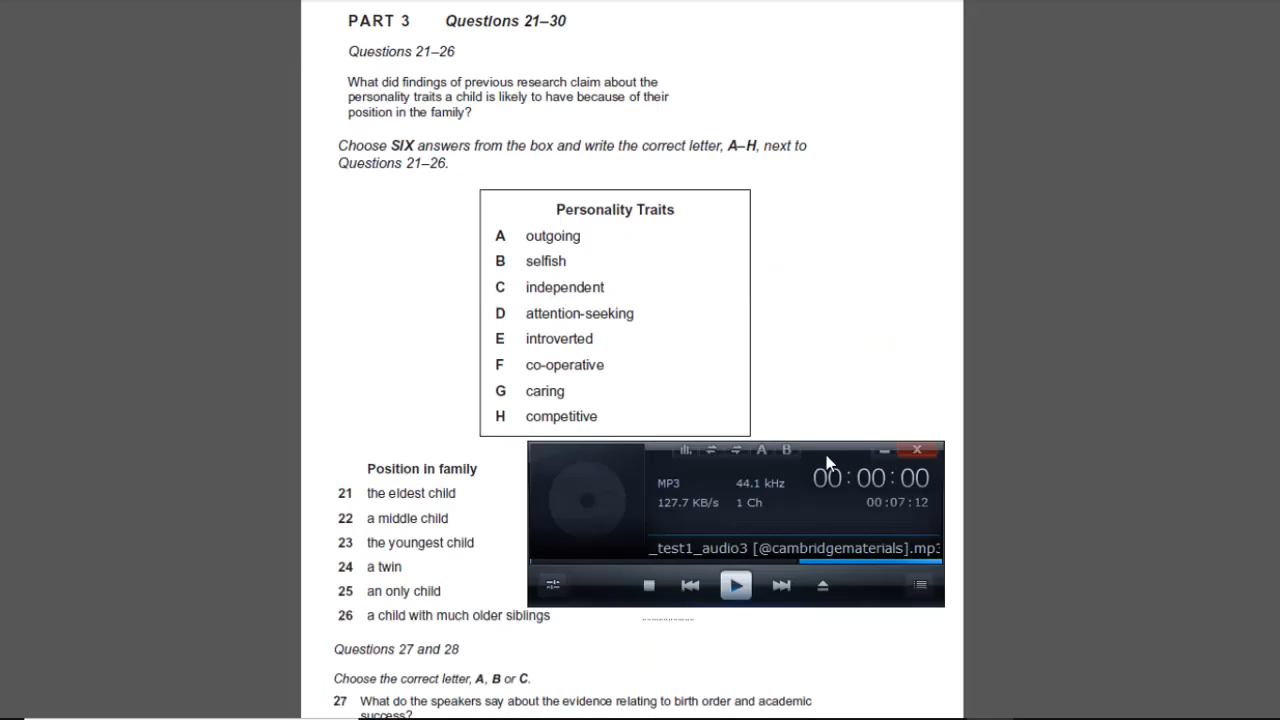 PART 3 Questions 21–30
Questions 21–26
What did findings of previous research claim about the
personality traits a child is likely to have because of their
position in the family?
Choose SIX answers from the box and write the correct letter, A–H, next to
Questions 21–26.
Personality Traits
A outgoing
B selfish
C independent
D attention-seeking
E introverted
F co-operative
G caring
H competitive
Position in family
21 the eldest child
22 a middle child
23 the youngest child
24 a twin
25 an only child
26 a child with much older siblings
A B
00:00:00
MP3 44.1 kHz
127.7 KB/s 1 Ch
00:07:12
_test1_audio3 [@cambridgematerials].mp3
Questions 27 and 28
Choose the correct letter, A, B or C.
27 What do the speakers say about the evidence relating to birth order and academic
success?